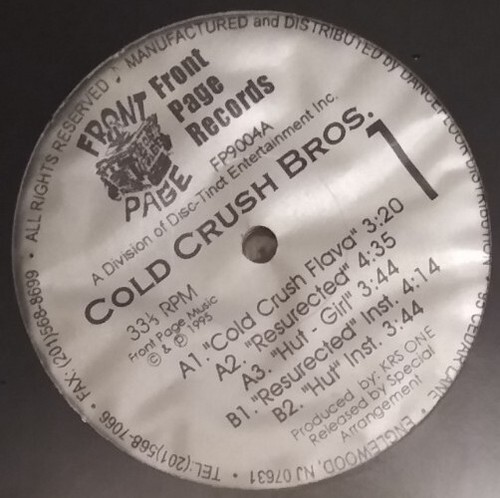 ALL RIGHTS RESERVED • MANUFACTURED and DISTRIBUTED by DANCEFLOOR DISTRIBUTION • 95 CEDAR LANE • ENGLEWOOD, NJ 07631 • TEL: (201)568-7066 • FAX: (201)568-8699 •
FRONT
PAGE
Front
Page
Records
FP9004A
A Division of Disc-Tinct Entertainment Inc.
COLD CRUSH BROS.
1
33⅓ RPM
Front Page Music
© & ℗ 1995
A1. "Cold Crush Flava" 3:20
A2. "Resurected" 4:35
A3. "Hut - Girl" 3:44
B1. "Resurected" Inst. 4:14
B2. "Hut" Inst. 3:44
Produced by: KRS ONE
Released by Special
Arrangement